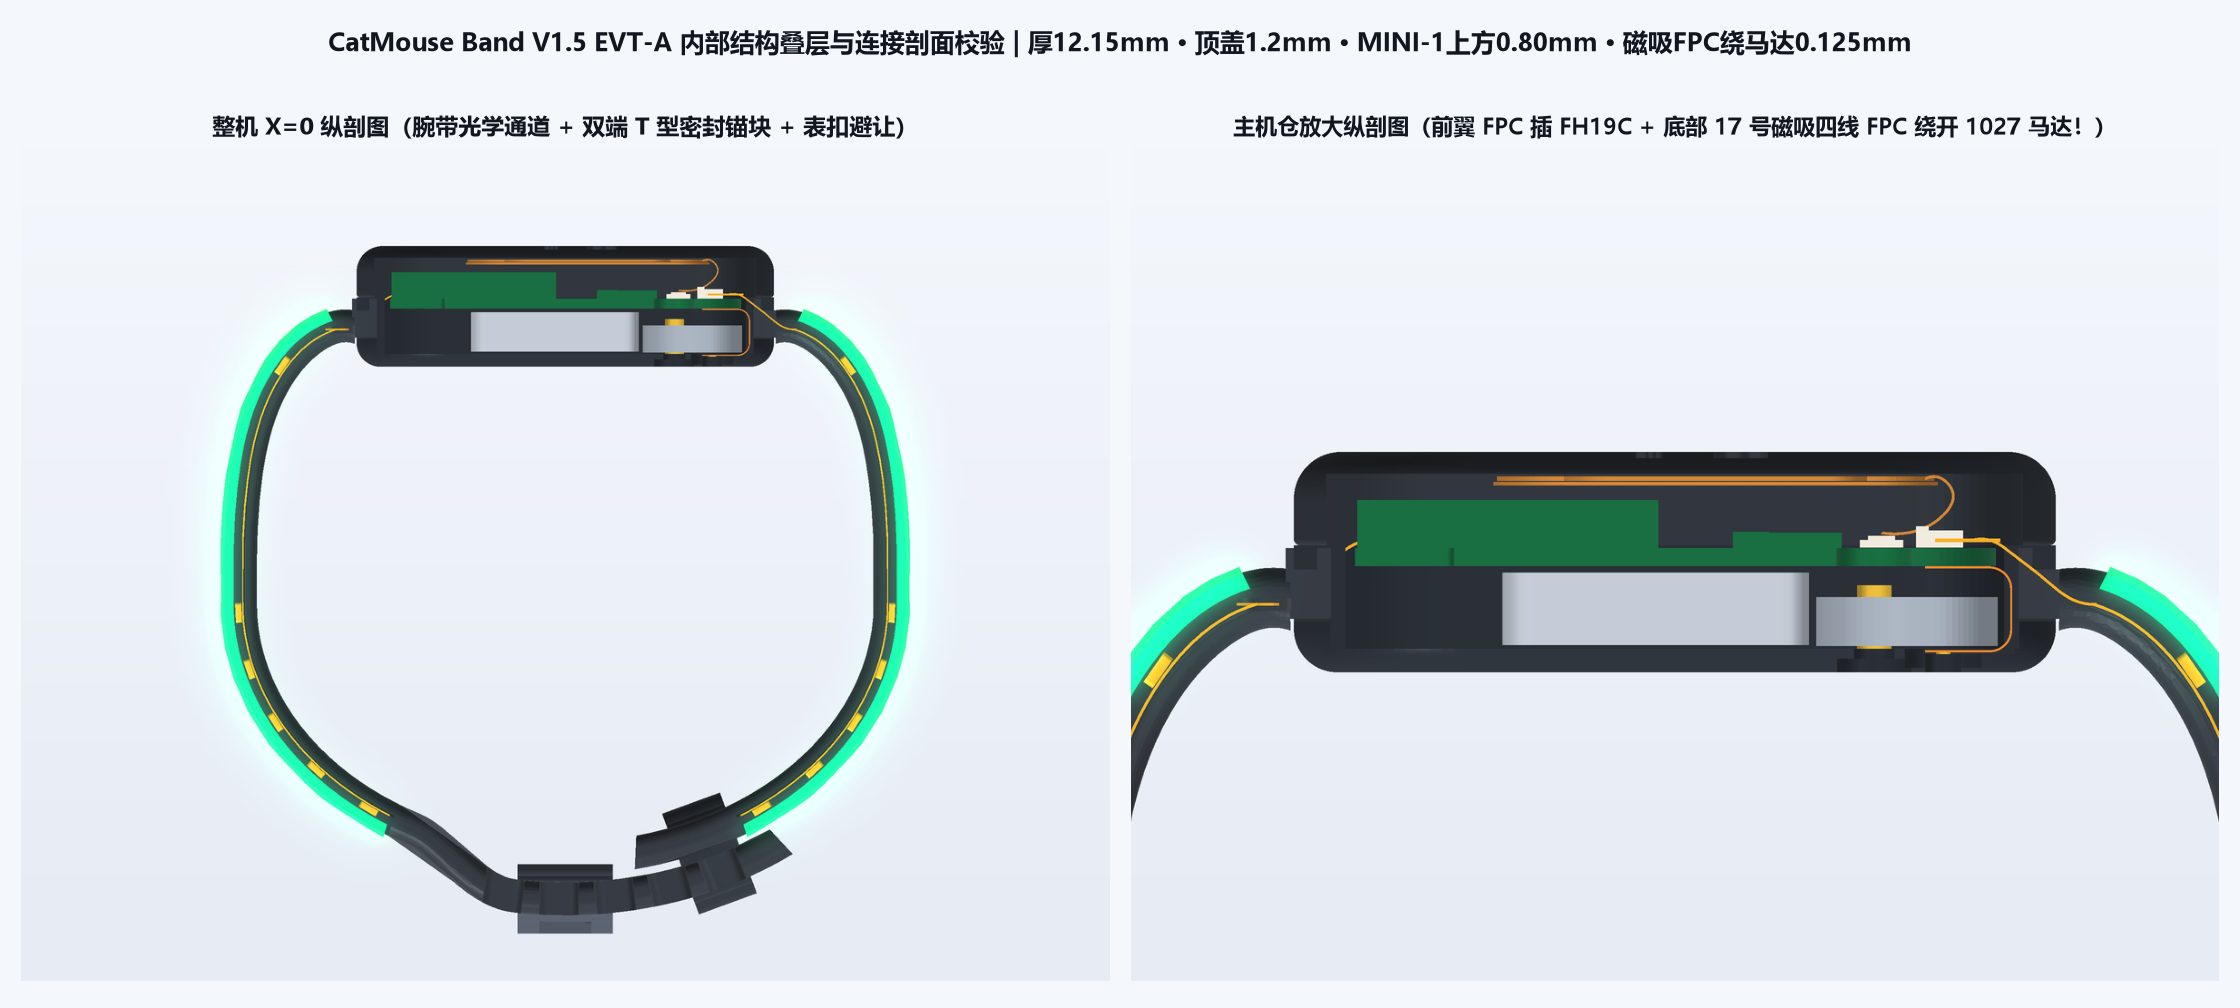 CatMouse Band V1.5 EVT-A 内部结构叠层与连接剖面校验 | 厚12.15mm • 顶盖1.2mm • MINI-1上方0.80mm • 磁吸FPC绕马达0.125mm
整机 X=0 纵剖图（腕带光学通道 + 双端 T 型密封锚块 + 表扣避让）
主机仓放大纵剖图（前翼 FPC 插 FH19C + 底部 17 号磁吸四线 FPC 绕开 1027 马达！）